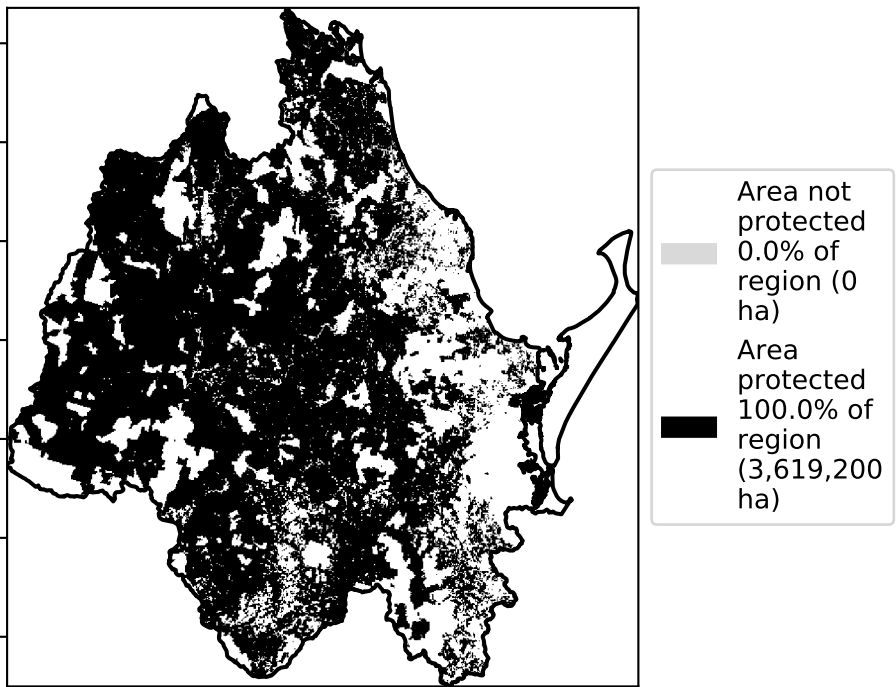 Area not
protected
0.0% of
region (0
ha)
Area
protected
100.0% of
region
(3,619,200
ha)